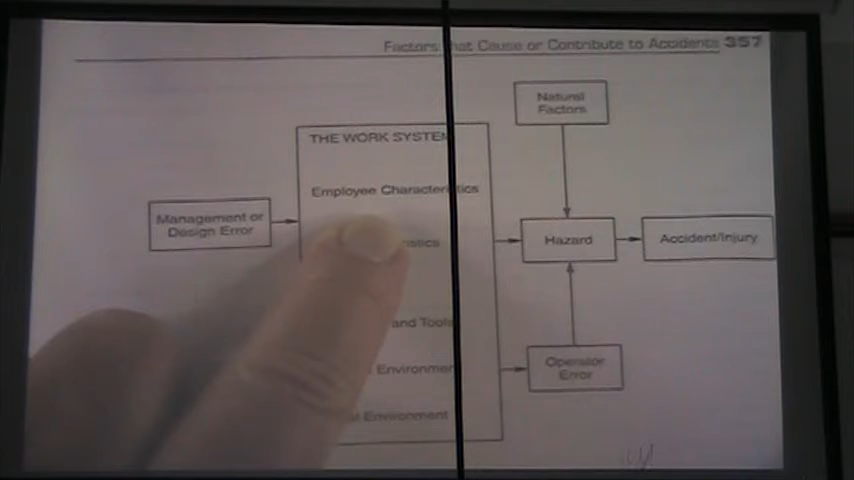 Factors that Cause or Contribute to Accidents 357
Natural
Factors
THE WORK SYSTEM
Employee Characteristics
Management or
Design Error
istics
Hazard
Accident/Injury
and Tools
Operator
Error
Environment
Environment